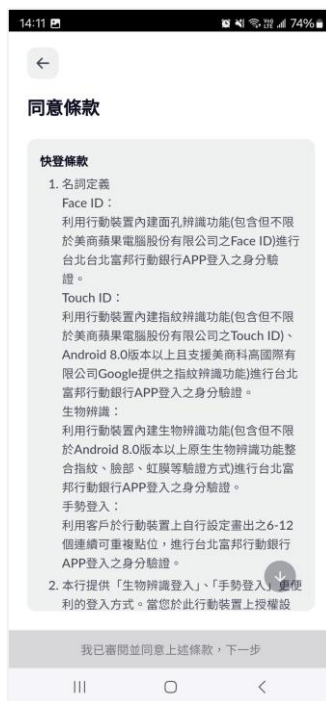 14:11 74%
同意條款
快登條款
1. 名詞定義
Face ID：
利用行動裝置內建面孔辨識功能(包含但不限
於美商蘋果電腦股份有限公司之Face ID)進行
台北台北富邦行動銀行APP登入之身分驗
證。
Touch ID：
利用行動裝置內建指紋辨識功能(包含但不限
於美商蘋果電腦股份有限公司之Touch ID)、
Android 8.0版本以上且支援美商科高國際有
限公司Google提供之指紋辨識功能)進行台北
富邦行動銀行APP登入之身分驗證。
生物辨識：
利用行動裝置內建生物辨識功能(包含但不限
於Android 8.0版本以上原生生物辨識功能整
合指紋、臉部、虹膜等驗證方式)進行台北富
邦行動銀行APP登入之身分驗證。
手勢登入：
利用客戶於行動裝置上自行設定畫出之6-12
個連續可重複點位，進行台北富邦行動銀行
APP登入之身分驗證。
2. 本行提供「生物辨識登入」、「手勢登入」更便
利的登入方式。當您於此行動裝置上授權設
我已審閱並同意上述條款，下一步